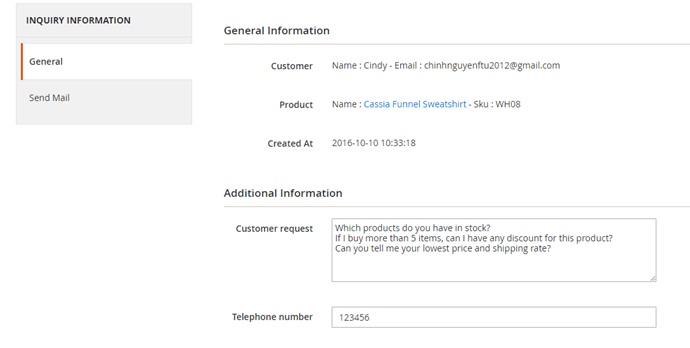 INQUIRY INFORMATION
General
Send Mail
General Information
Customer Name : Cindy - Email : chinhnguyenftu2012@gmail.com
Product Name : Cassia Funnel Sweatshirt - Sku : WH08
Created At 2016-10-10 10:33:18
Additional Information
Customer request Which products do you have in stock?
If I buy more than 5 items, can I have any discount for this product?
Can you tell me your lowest price and shipping rate?
Telephone number 123456